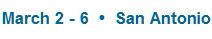 March 2 - 6 • San Antonio